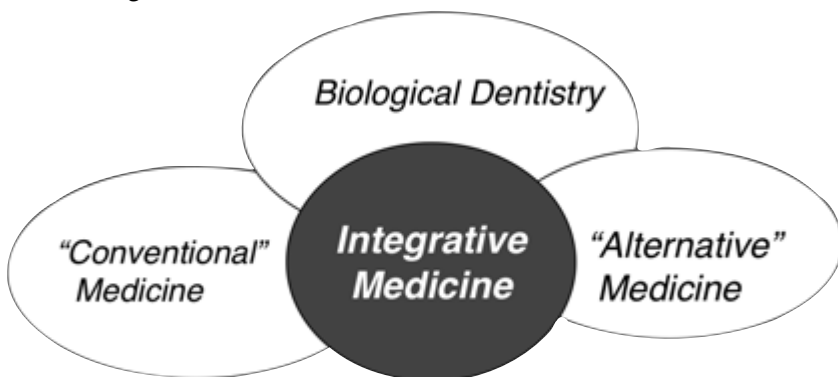 Biological Dentistry
“Conventional”
Medicine
Integrative
Medicine
“Alternative”
Medicine